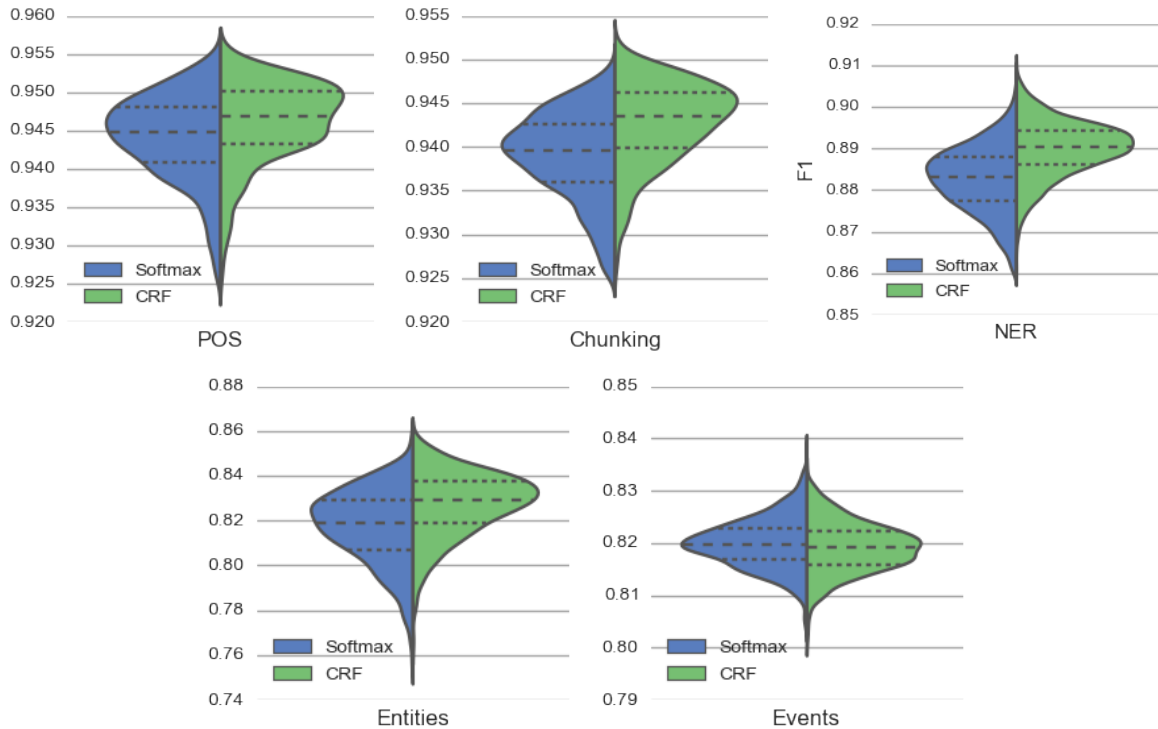 0.960
0.955
0.950
0.945
0.940
0.935
0.930
0.925
0.920
Softmax
CRF
POS
0.955
0.950
0.945
0.940
0.935
0.930
0.925
0.920
Softmax
CRF
Chunking
0.92
0.91
0.90
0.89
0.88
0.87
0.86
0.85
F1
Softmax
CRF
NER
0.88
0.86
0.84
0.82
0.80
0.78
0.76
0.74
Softmax
CRF
Entities
0.85
0.84
0.83
0.82
0.81
0.80
0.79
Softmax
CRF
Events